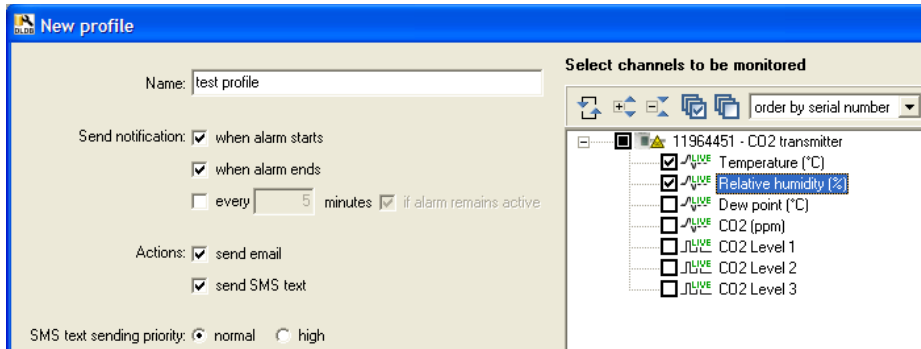 New profile
Name: test profile
Send notification: when alarm starts
when alarm ends
every 5 minutes if alarm remains active
Actions: send email
send SMS text
SMS text sending priority: normal high
Select channels to be monitored
order by serial number
11964451 - CO2 transmitter
LIVE Temperature (°C)
LIVE Relative humidity (%)
LIVE Dew point (°C)
LIVE CO2 (ppm)
LIVE CO2 Level 1
LIVE CO2 Level 2
LIVE CO2 Level 3